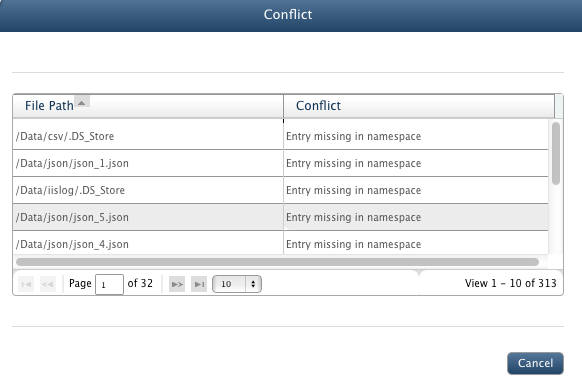 Conflict
File Path Conflict
/Data/csv/.DS_Store Entry missing in namespace
/Data/json/json_1.json Entry missing in namespace
/Data/iislog/.DS_Store Entry missing in namespace
/Data/json/json_5.json Entry missing in namespace
/Data/json/json_4.json Entry missing in namespace
Page 1 of 32 10 View 1 - 10 of 313
Cancel